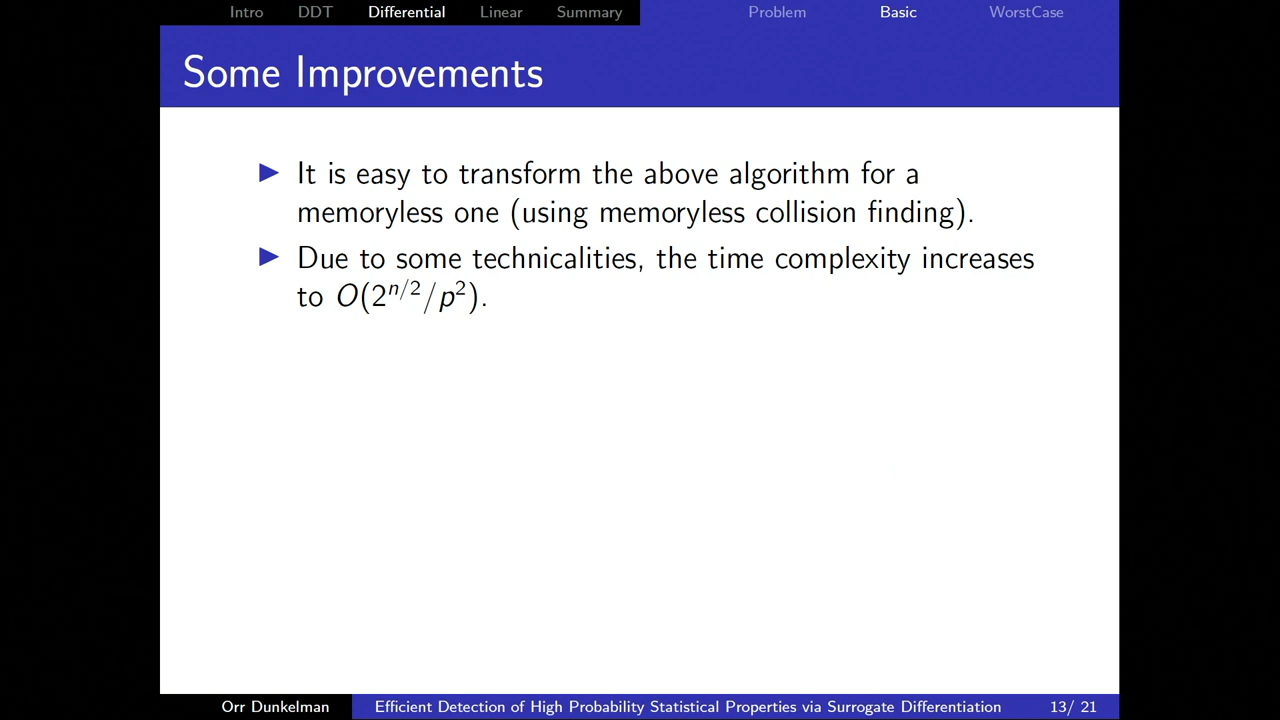 Intro DDT Differential Linear Summary Problem Basic WorstCase
Some Improvements
▶ It is easy to transform the above algorithm for a
memoryless one (using memoryless collision finding).
▶ Due to some technicalities, the time complexity increases
to O(2^{n/2}/p^2).
Orr Dunkelman Efficient Detection of High Probability Statistical Properties via Surrogate Differentiation 13/ 21